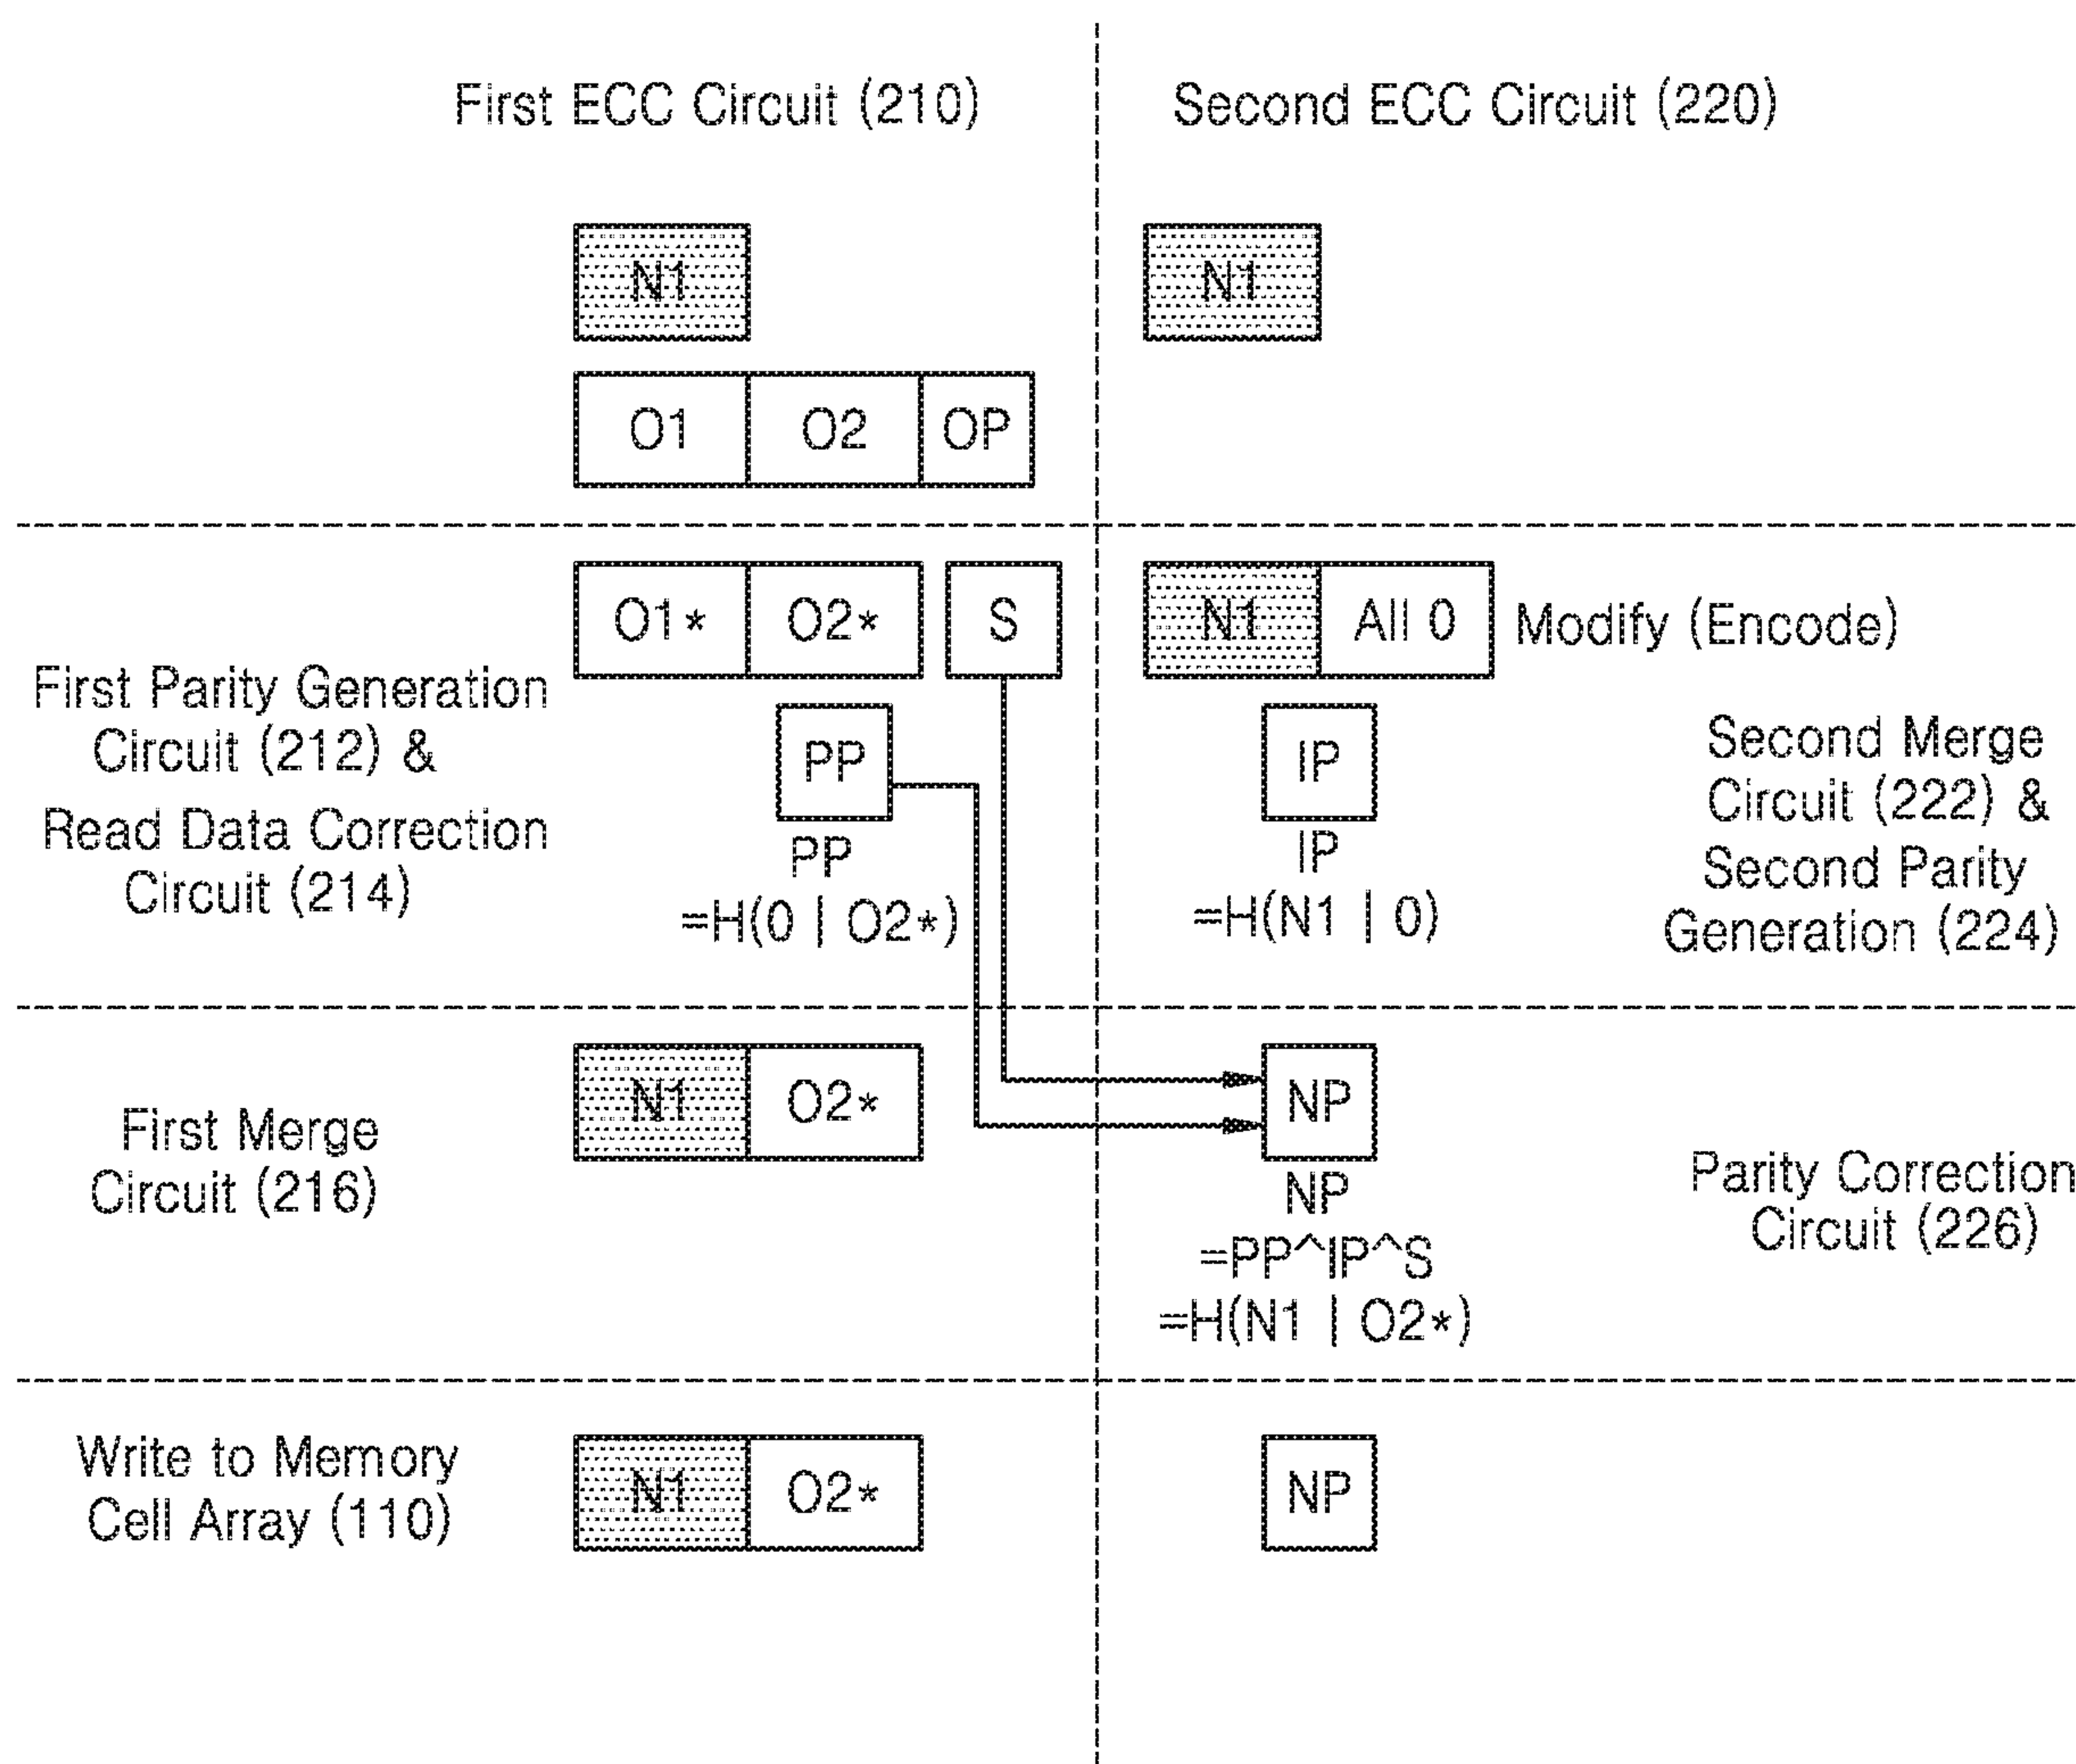 First ECC Circuit (210)
Second ECC Circuit (220)
N1
N1
O1 O2 OP
O1* O2* S
N1 All 0 Modify (Encode)
First Parity Generation
Circuit (212) &
Read Data Correction
Circuit (214)
PP
PP
=H(0 | O2*)
IP
IP
=H(N1 | 0)
Second Merge
Circuit (222) &
Second Parity
Generation (224)
First Merge
Circuit (216)
N1 O2*
NP
NP
=PP^IP^S
=H(N1 | O2*)
Parity Correction
Circuit (226)
Write to Memory
Cell Array (110)
N1 O2*
NP